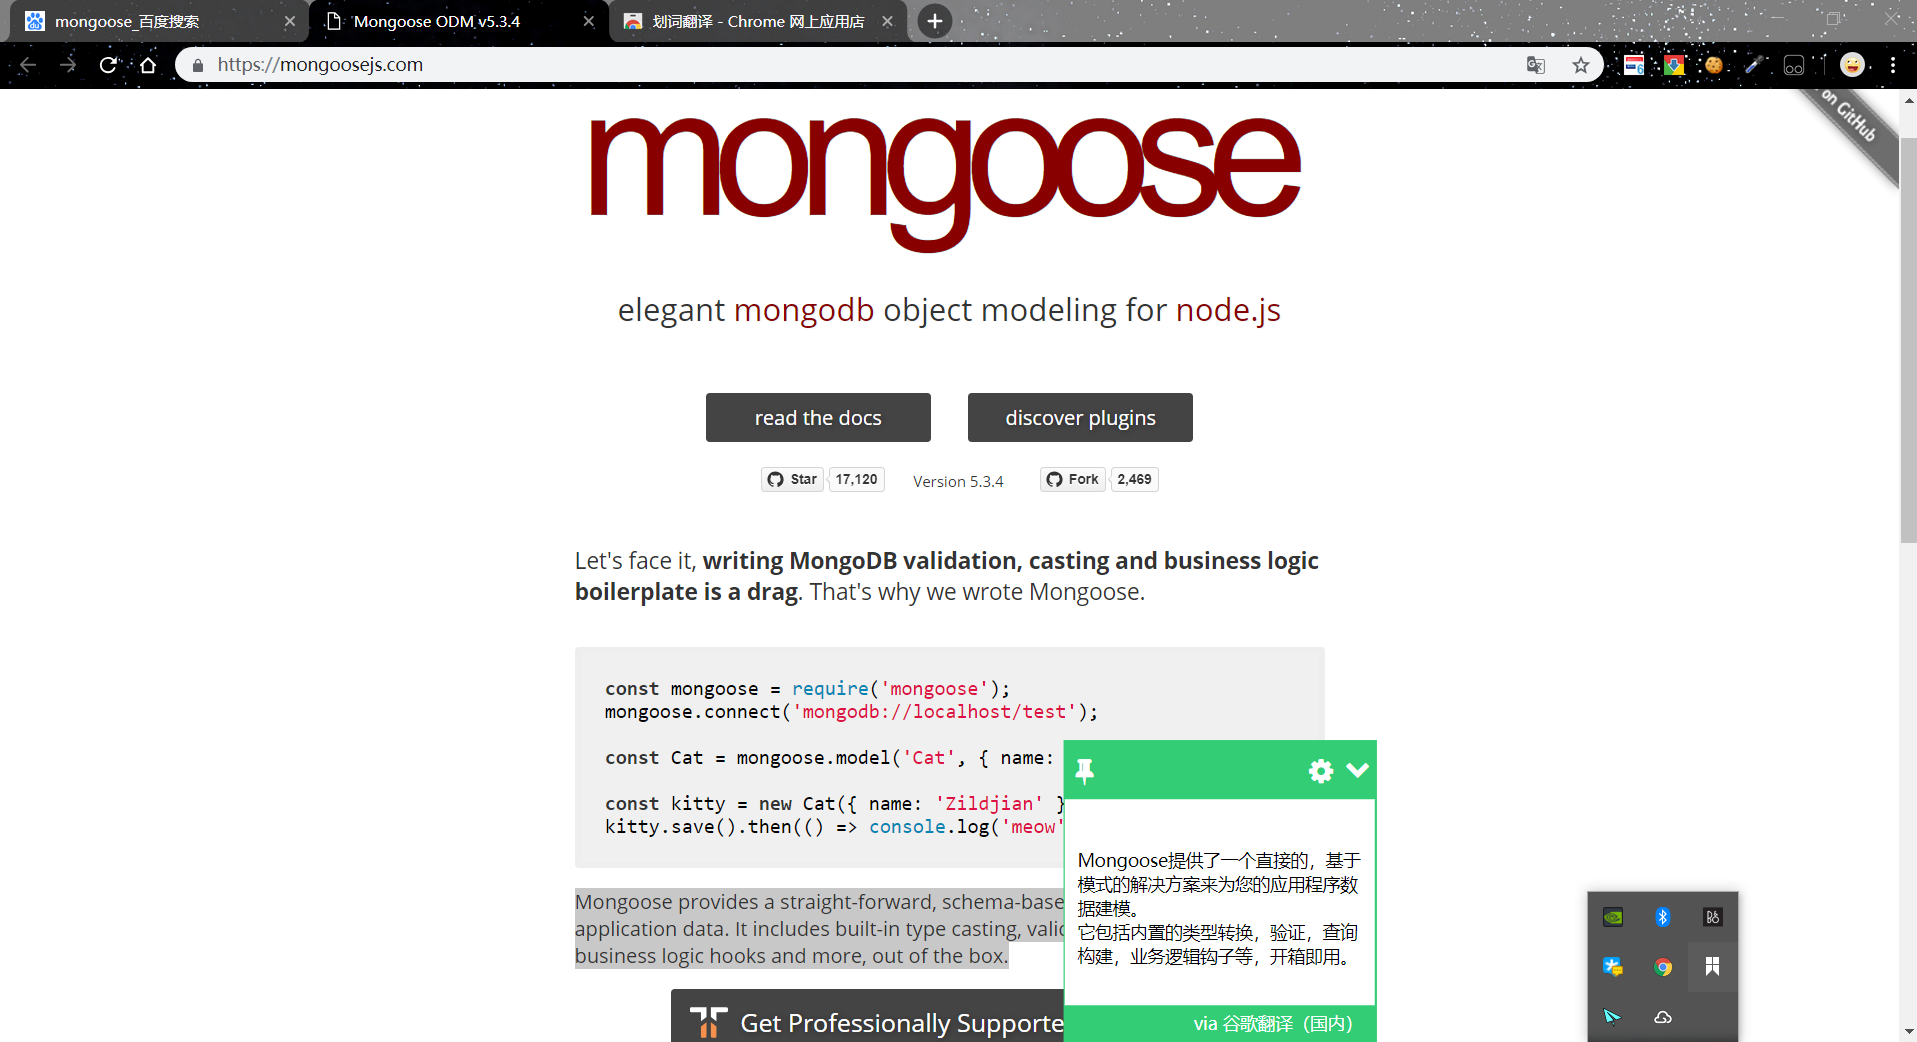 mongoose_百度搜索
Mongoose ODM v5.3.4
划词翻译 - Chrome 网上应用店
https://mongoosejs.com
on GitHub
mongoose
elegant mongodb object modeling for node.js
read the docs
discover plugins
Star 17,120
Version 5.3.4
Fork 2,469
Let's face it, writing MongoDB validation, casting and business logic
boilerplate is a drag. That's why we wrote Mongoose.
const mongoose = require('mongoose');
mongoose.connect('mongodb://localhost/test');
const Cat = mongoose.model('Cat', { name:
const kitty = new Cat({ name: 'Zildjian' }
kitty.save().then(() => console.log('meow'
Mongoose provides a straight-forward, schema-base
application data. It includes built-in type casting, valid
business logic hooks and more, out of the box.
Get Professionally Supporte
Mongoose提供了一个直接的，基于
模式的解决方案来为您的应用程序数
据建模。
它包括内置的类型转换，验证，查询
构建，业务逻辑钩子等，开箱即用。
via 谷歌翻译（国内）